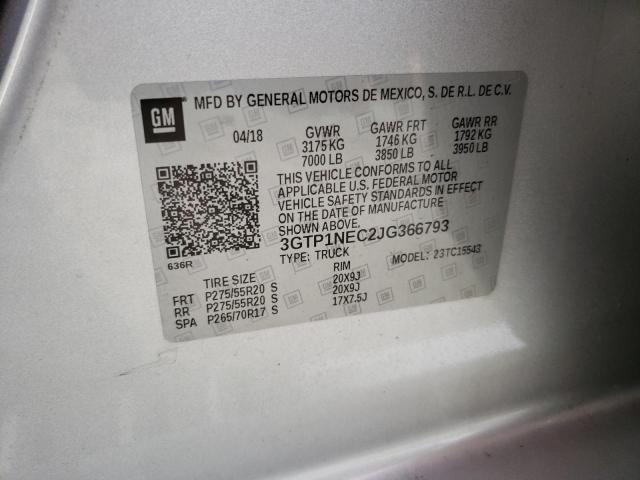 GM MFD BY GENERAL MOTORS DE MEXICO, S. DE R.L. DE C.V.
04/18 GVWR GAWR FRT GAWR RR
3175 KG 1746 KG 1792 KG
7000 LB 3850 LB 3950 LB
THIS VEHICLE CONFORMS TO ALL
APPLICABLE U.S. FEDERAL MOTOR
VEHICLE SAFETY STANDARDS IN EFFECT
ON THE DATE OF MANUFACTURE
SHOWN ABOVE.
3GTP1NEC2JG366793
636R TYPE: TRUCK MODEL: 23TC15543
TIRE SIZE RIM
FRT P275/55R20 S 20X9J
RR P275/55R20 S 20X9J
SPA P265/70R17 S 17X7.5J